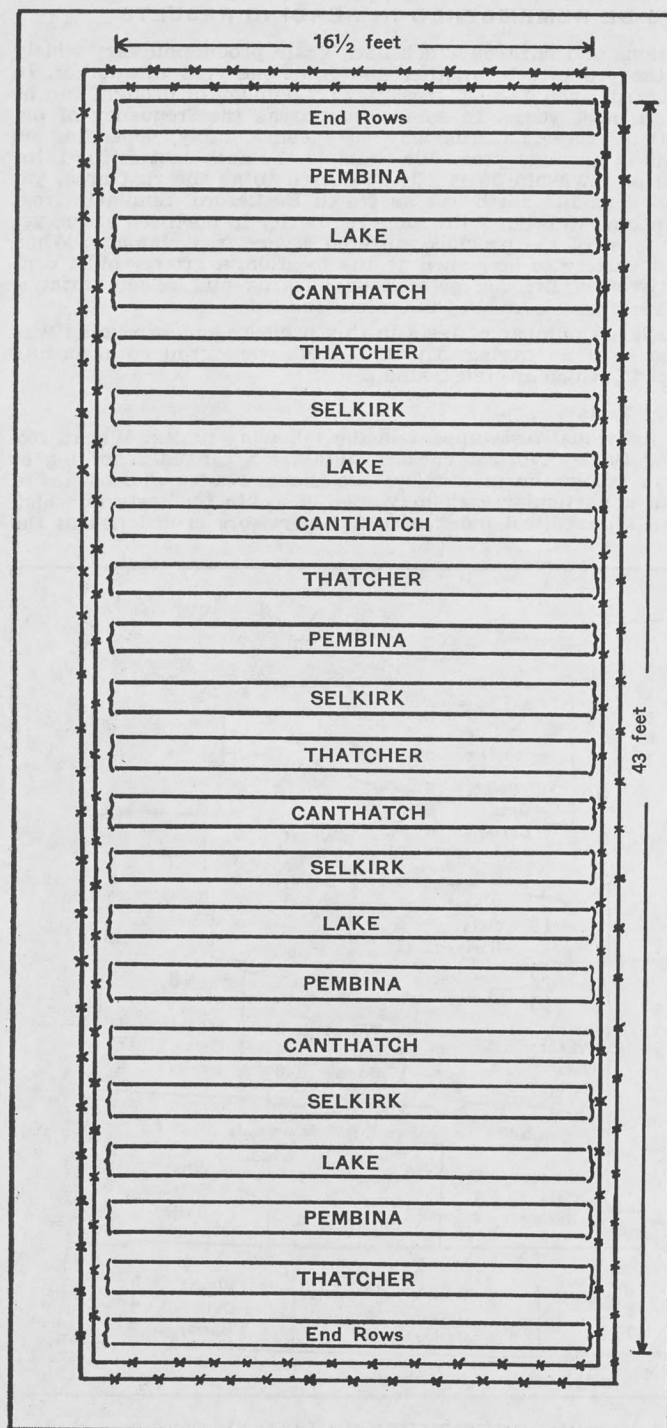 16½ feet
End Rows
PEMBINA
LAKE
CANTHATCH
THATCHER
SELKIRK
LAKE
CANTHATCH
THATCHER
PEMBINA
SELKIRK
THATCHER
CANTHATCH
SELKIRK
LAKE
PEMBINA
CANTHATCH
SELKIRK
LAKE
PEMBINA
THATCHER
End Rows
43 feet